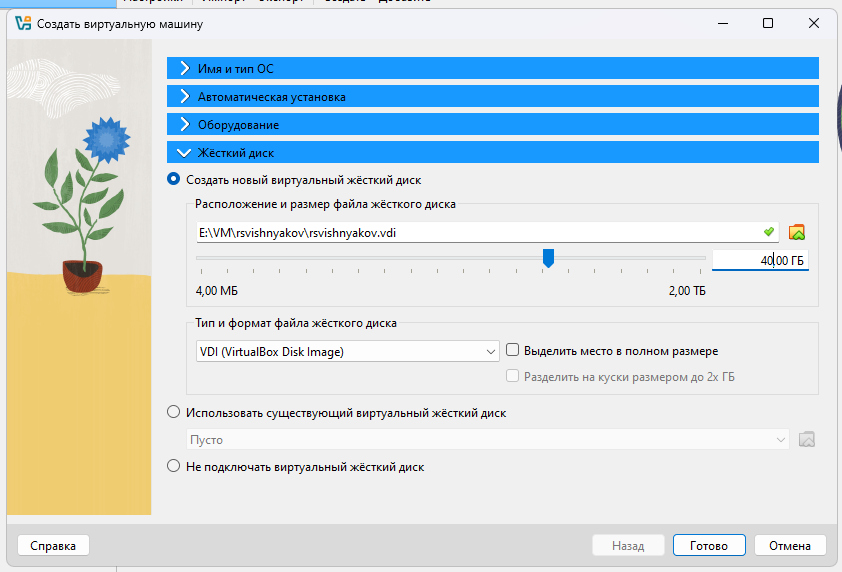 Создать виртуальную машину
Имя и тип ОС
Автоматическая установка
Оборудование
Жёсткий диск
Создать новый виртуальный жёсткий диск
Расположение и размер файла жёсткого диска
E:\VM\rsvishnyakov\rsvishnyakov.vdi
40,00 ГБ
4,00 МБ 2,00 ТБ
Тип и формат файла жёсткого диска
VDI (VirtualBox Disk Image) Выделить место в полном размере
Разделить на куски размером до 2х ГБ
Использовать существующий виртуальный жёсткий диск
Пусто
Не подключать виртуальный жёсткий диск
Справка Назад Готово Отмена